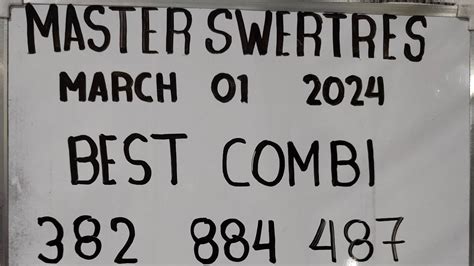 MASTER SWERTRES
MARCH 01 2024
BEST COMBI
382 884 487